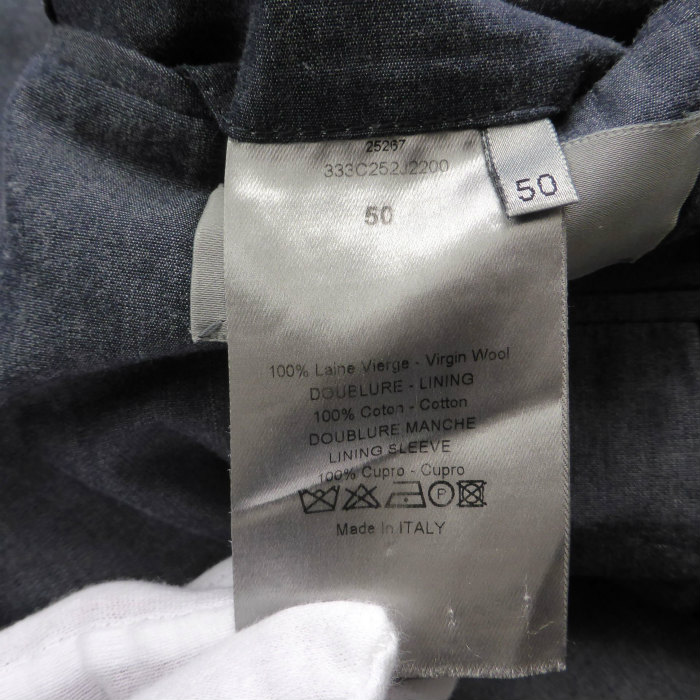 25267
333C252J2200
50
50
100% Laine Vierge - Virgin Wool
DOUBLURE - LINING
100% Coton - Cotton
DOUBLURE MANCHE
LINING SLEEVE
100% Cupro - Cupro
P
Made In ITALY